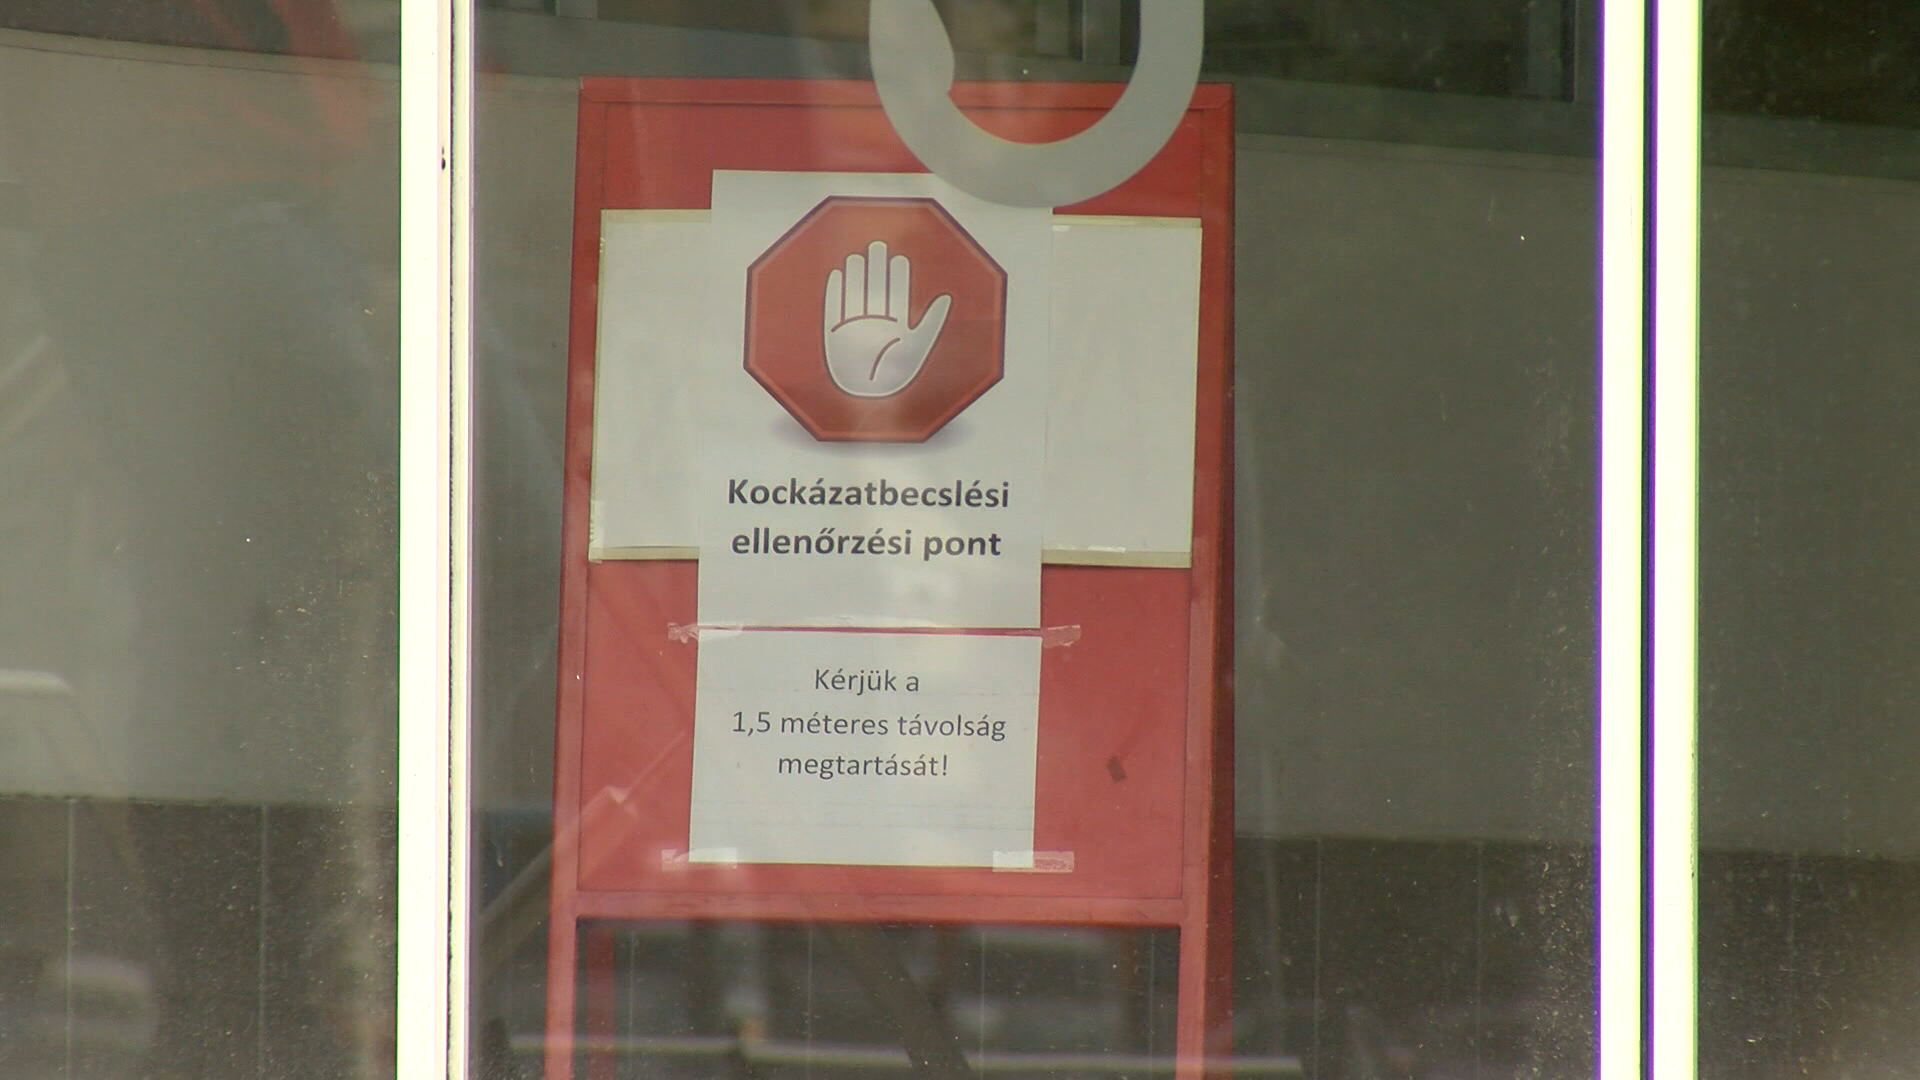 Kockázatbecslési
ellenőrzési pont
Kérjük a
1,5 méteres távolság
megtartását!